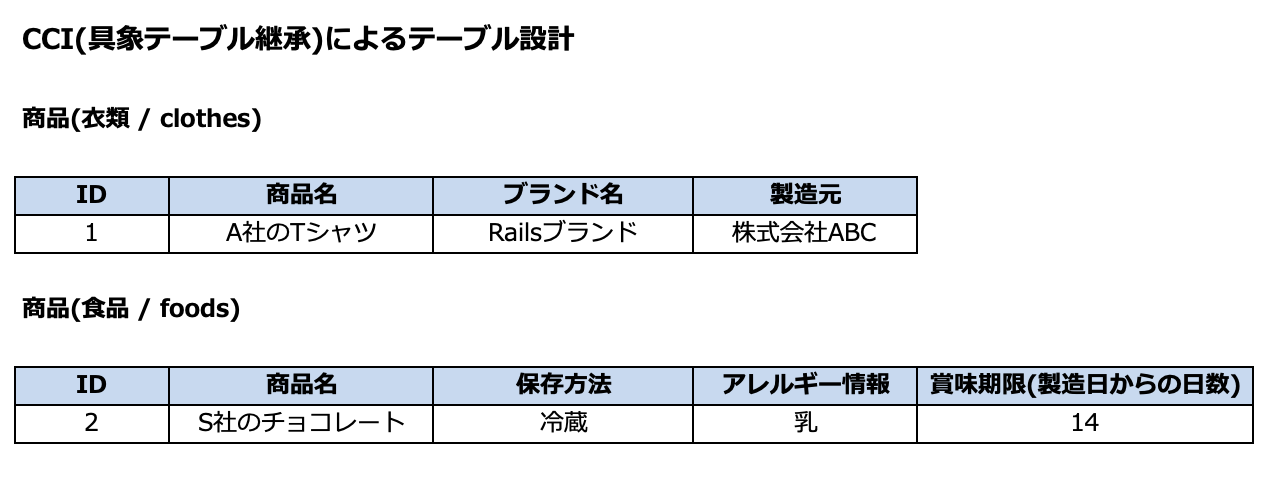 CCI(具象テーブル継承)によるテーブル設計
商品(衣類 / clothes)
ID 商品名 ブランド名 製造元
1 A社のTシャツ Railsブランド 株式会社ABC
商品(食品 / foods)
ID 商品名 保存方法 アレルギー情報 賞味期限(製造日からの日数)
2 S社のチョコレート 冷蔵 乳 14